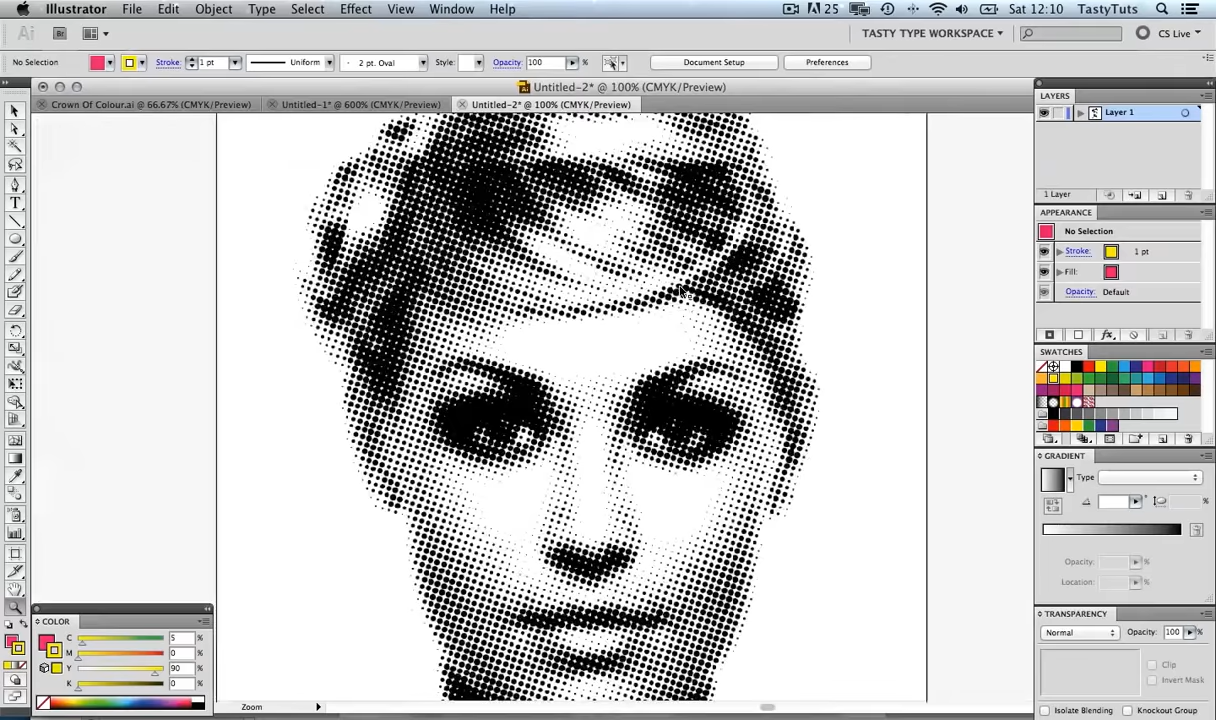 Illustrator File Edit Object Type Select Effect View Window Help 25 Sat 12:10 TastyTuts
Ai Br TASTY TYPE WORKSPACE CS Live
No Selection Stroke: 1 pt Uniform 2 pt. Oval Style: Opacity: 100 % Document Setup Preferences
Untitled-2* @ 100% (CMYK/Preview)
Crown Of Colour.ai @ 66.67% (CMYK/Preview) Untitled-1* @ 600% (CMYK/Preview) Untitled-2* @ 100% (CMYK/Preview)
LAYERS
Layer 1
1 Layer
APPEARANCE
No Selection
Stroke: 1 pt
Fill:
Opacity: Default
SWATCHES
GRADIENT
Type
%
Opacity: %
Location: %
TRANSPARENCY
Normal Opacity: 100 %
Clip
Invert Mask
Isolate Blending Knockout Group
COLOR
C 5 %
M 0 %
Y 90 %
K 0 %
Zoom